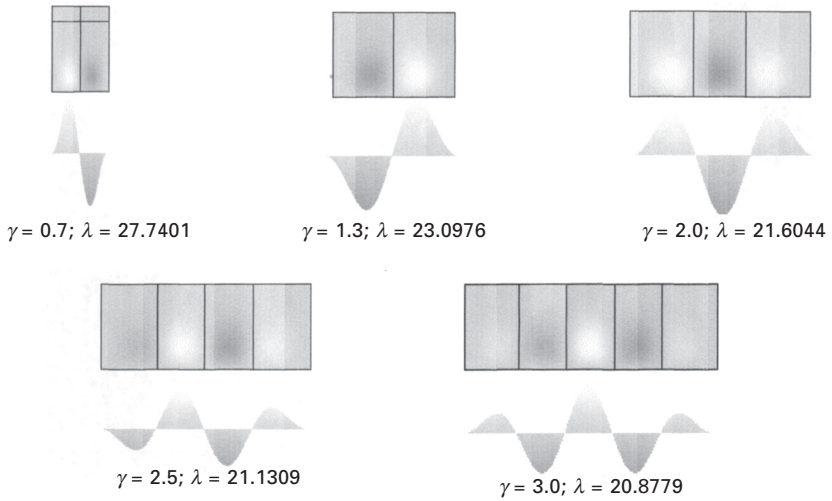 γ = 0.7; λ = 27.7401
γ = 1.3; λ = 23.0976
γ = 2.0; λ = 21.6044
γ = 2.5; λ = 21.1309
γ = 3.0; λ = 20.8779